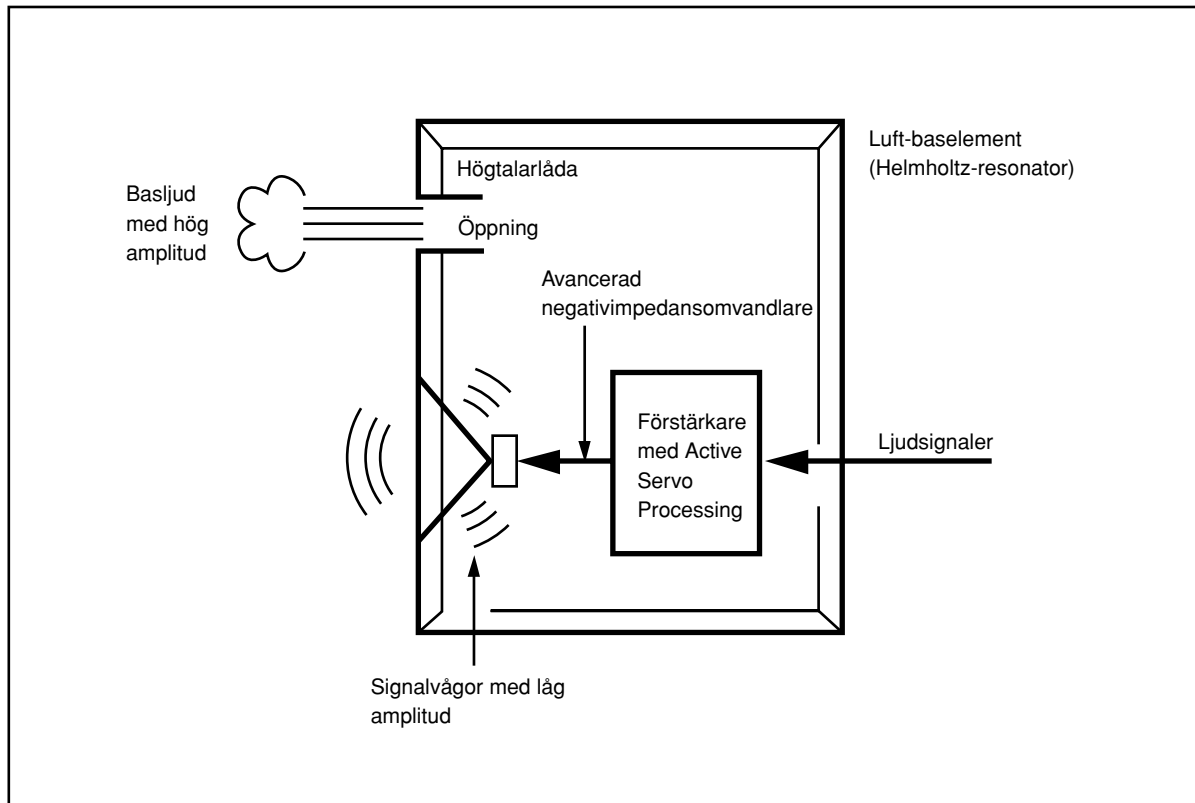 Luft-baselement
(Helmholtz-resonator)
Högtalarlåda
Basljud
med hög
amplitud
Öppning
Avancerad
negativimpedansomvandlare
Förstärkare
med Active
Servo
Processing
Ljudsignaler
Signalvågor med låg
amplitud